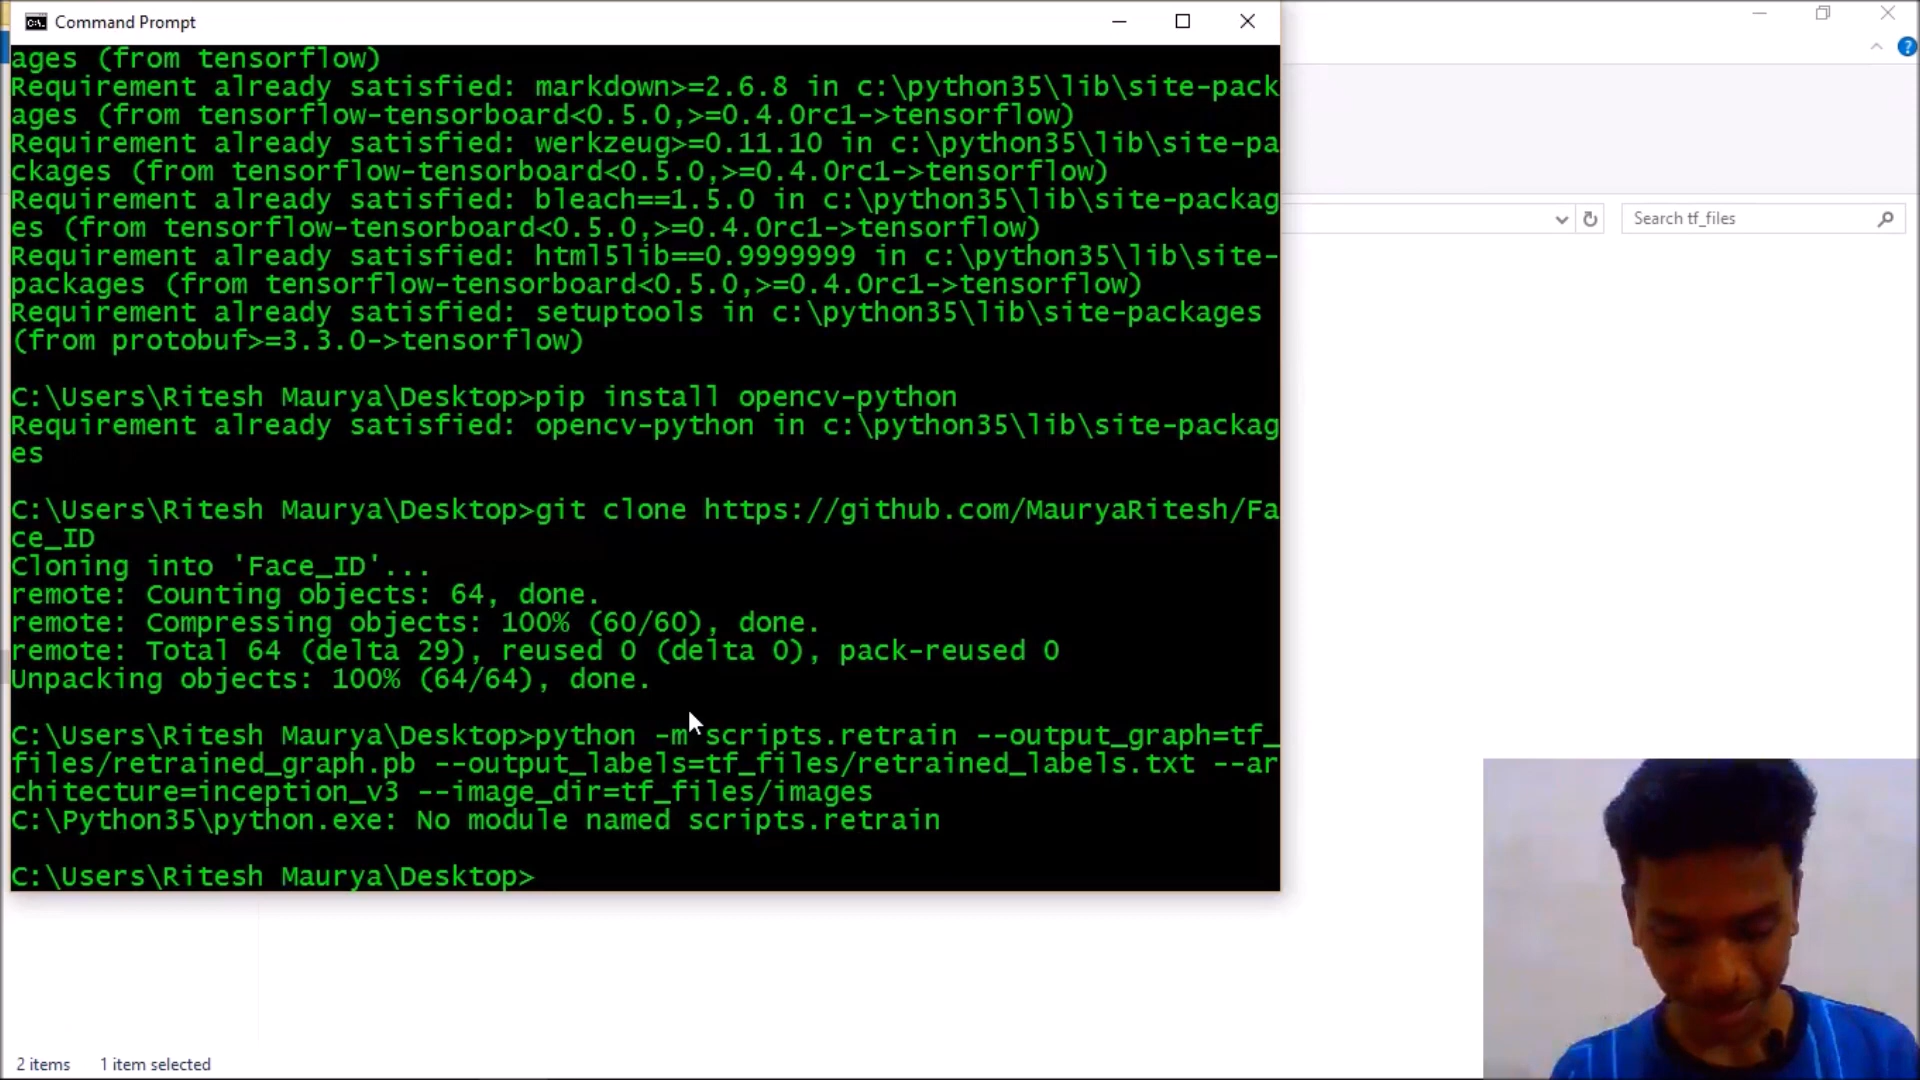 Command Prompt
ages (from tensorflow)
Requirement already satisfied: markdown>=2.6.8 in c:\python35\lib\site-pack
ages (from tensorflow-tensorboard<0.5.0,>=0.4.0rc1->tensorflow)
Requirement already satisfied: werkzeug>=0.11.10 in c:\python35\lib\site-pa
ckages (from tensorflow-tensorboard<0.5.0,>=0.4.0rc1->tensorflow)
Requirement already satisfied: bleach==1.5.0 in c:\python35\lib\site-packag
es (from tensorflow-tensorboard<0.5.0,>=0.4.0rc1->tensorflow)
Requirement already satisfied: html5lib==0.9999999 in c:\python35\lib\site-
packages (from tensorflow-tensorboard<0.5.0,>=0.4.0rc1->tensorflow)
Requirement already satisfied: setuptools in c:\python35\lib\site-packages
(from protobuf>=3.3.0->tensorflow)
C:\Users\Ritesh Maurya\Desktop>pip install opencv-python
Requirement already satisfied: opencv-python in c:\python35\lib\site-packag
es
C:\Users\Ritesh Maurya\Desktop>git clone https://github.com/MauryaRitesh/Fa
ce_ID
Cloning into 'Face_ID'...
remote: Counting objects: 64, done.
remote: Compressing objects: 100% (60/60), done.
remote: Total 64 (delta 29), reused 0 (delta 0), pack-reused 0
Unpacking objects: 100% (64/64), done.
C:\Users\Ritesh Maurya\Desktop>python -m scripts.retrain --output_graph=tf_
files/retrained_graph.pb --output_labels=tf_files/retrained_labels.txt --ar
chitecture=inception_v3 --image_dir=tf_files/images
C:\Python35\python.exe: No module named scripts.retrain
C:\Users\Ritesh Maurya\Desktop>
Search tf_files
2 items 1 item selected